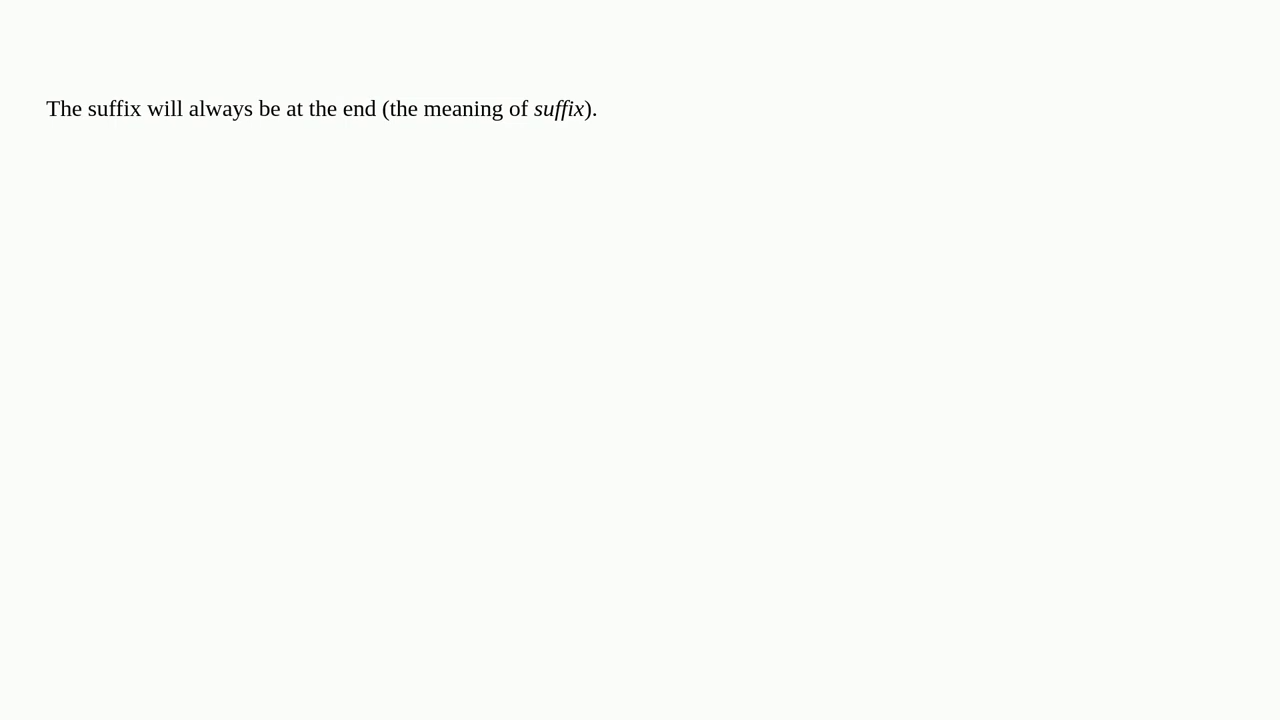 The suffix will always be at the end (the meaning of suffix).